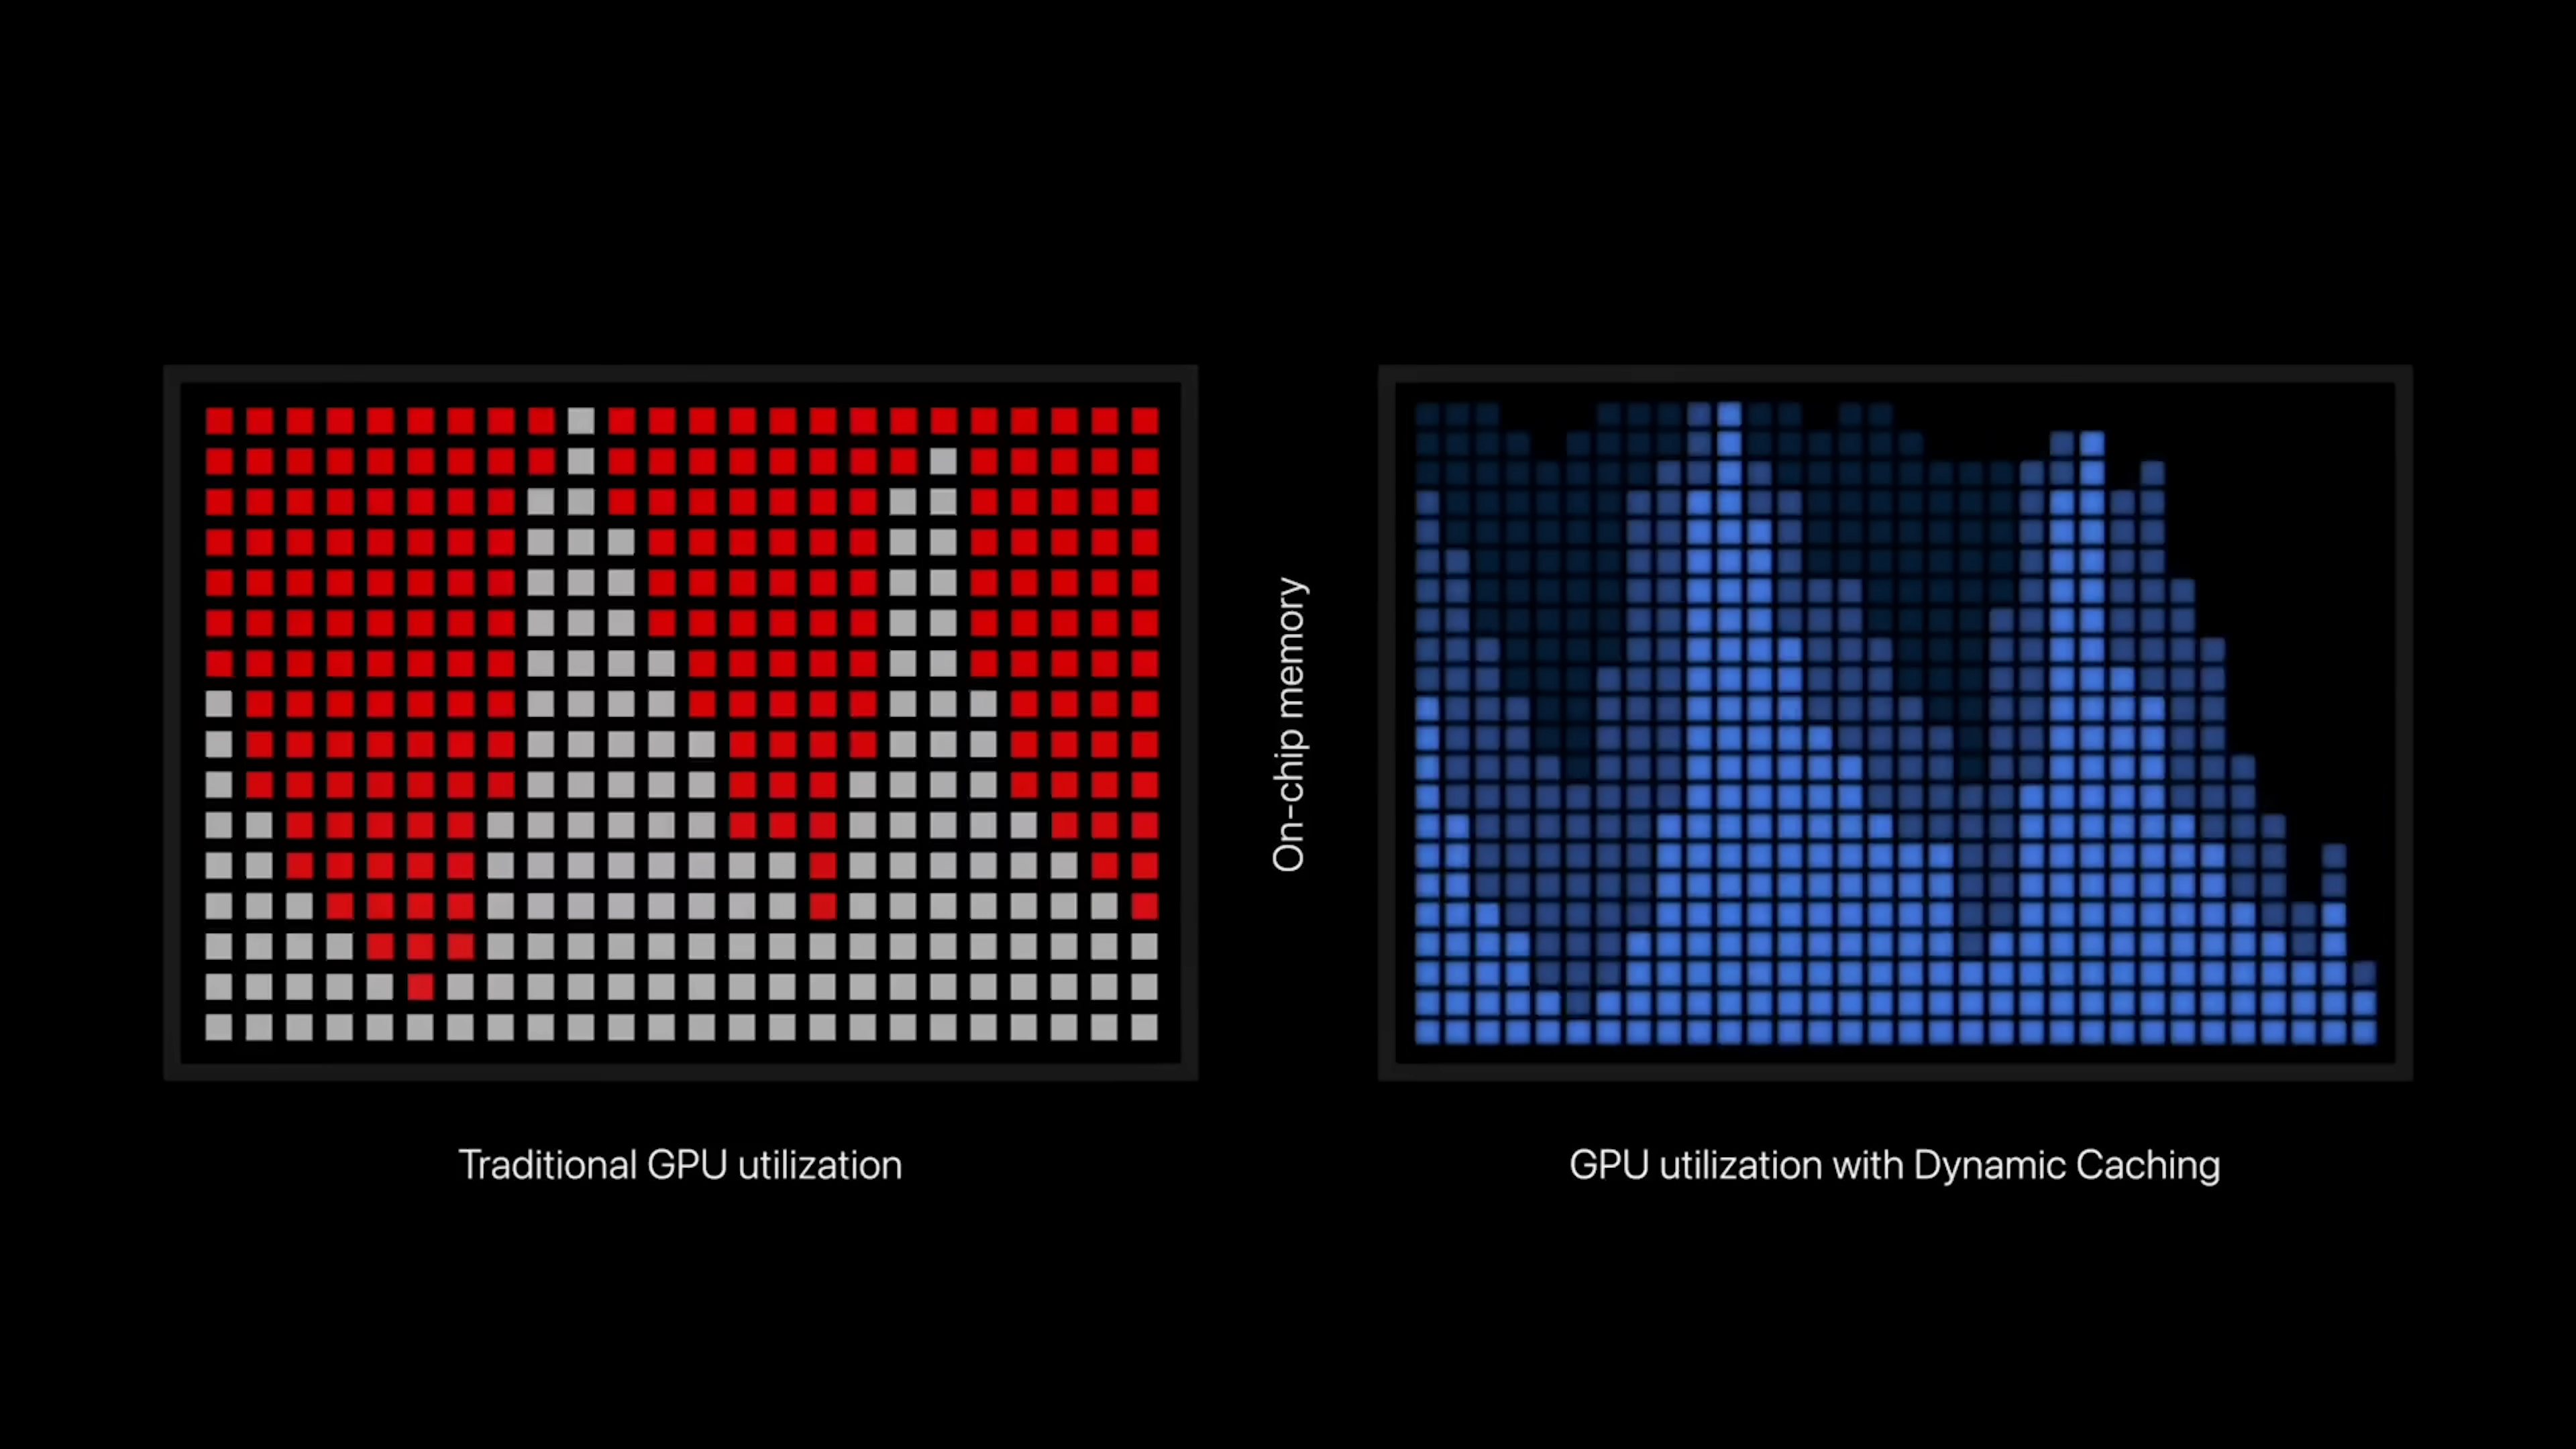 On-chip memory
Traditional GPU utilization
GPU utilization with Dynamic Caching